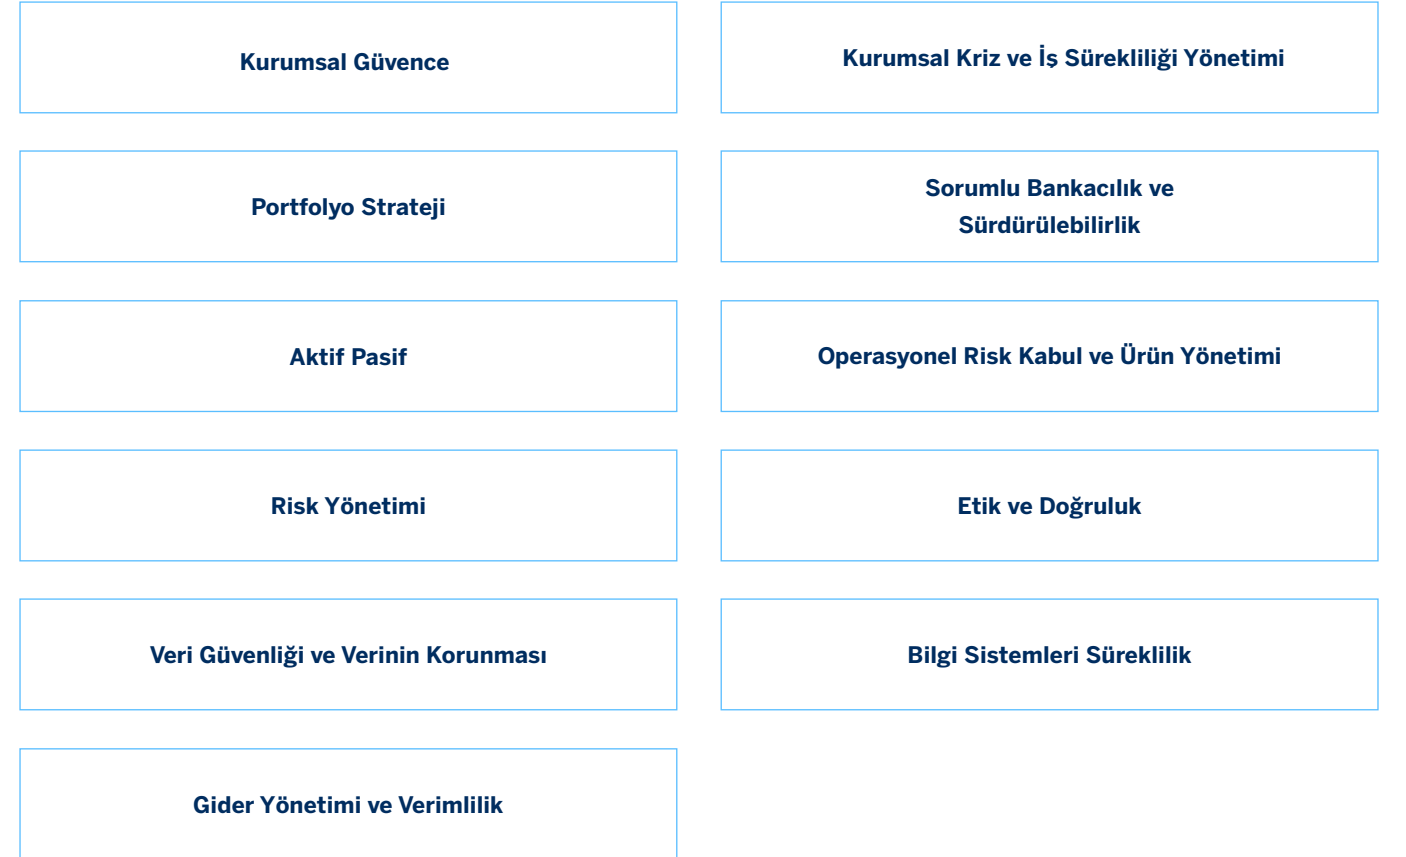 Kurumsal Güvence
Kurumsal Kriz ve İş Sürekliliği Yönetimi
Portfolyo Strateji
Sorumlu Bankacılık ve
Sürdürülebilirlik
Aktif Pasif
Operasyonel Risk Kabul ve Ürün Yönetimi
Risk Yönetimi
Etik ve Doğruluk
Veri Güvenliği ve Verinin Korunması
Bilgi Sistemleri Süreklilik
Gider Yönetimi ve Verimlilik